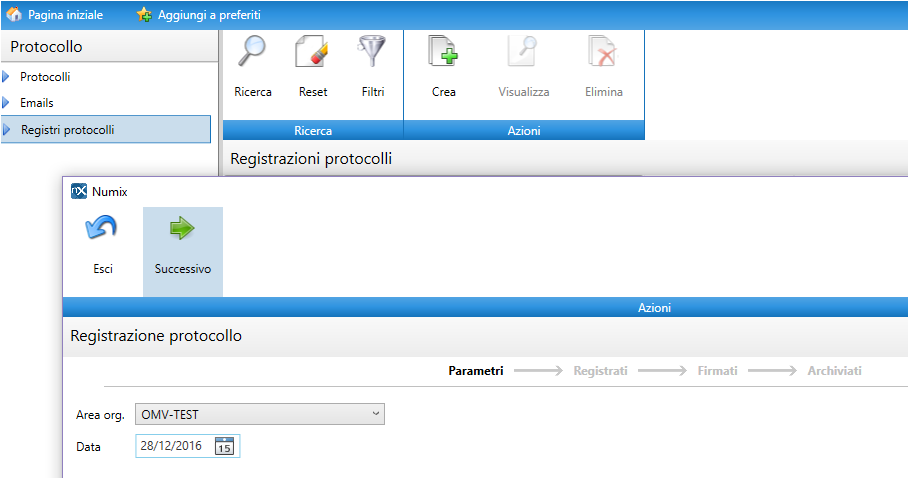 Pagina iniziale Aggiungi a preferiti
Protocollo
Protocolli
Emails
Registri protocolli
Ricerca Reset Filtri Crea Visualizza Elimina
Ricerca Azioni
Registrazioni protocolli
nX Numix
Esci Successivo
Azioni
Registrazione protocollo
Parametri Registrati Firmati Archiviati
Area org. OMV-TEST
Data 28/12/2016 15